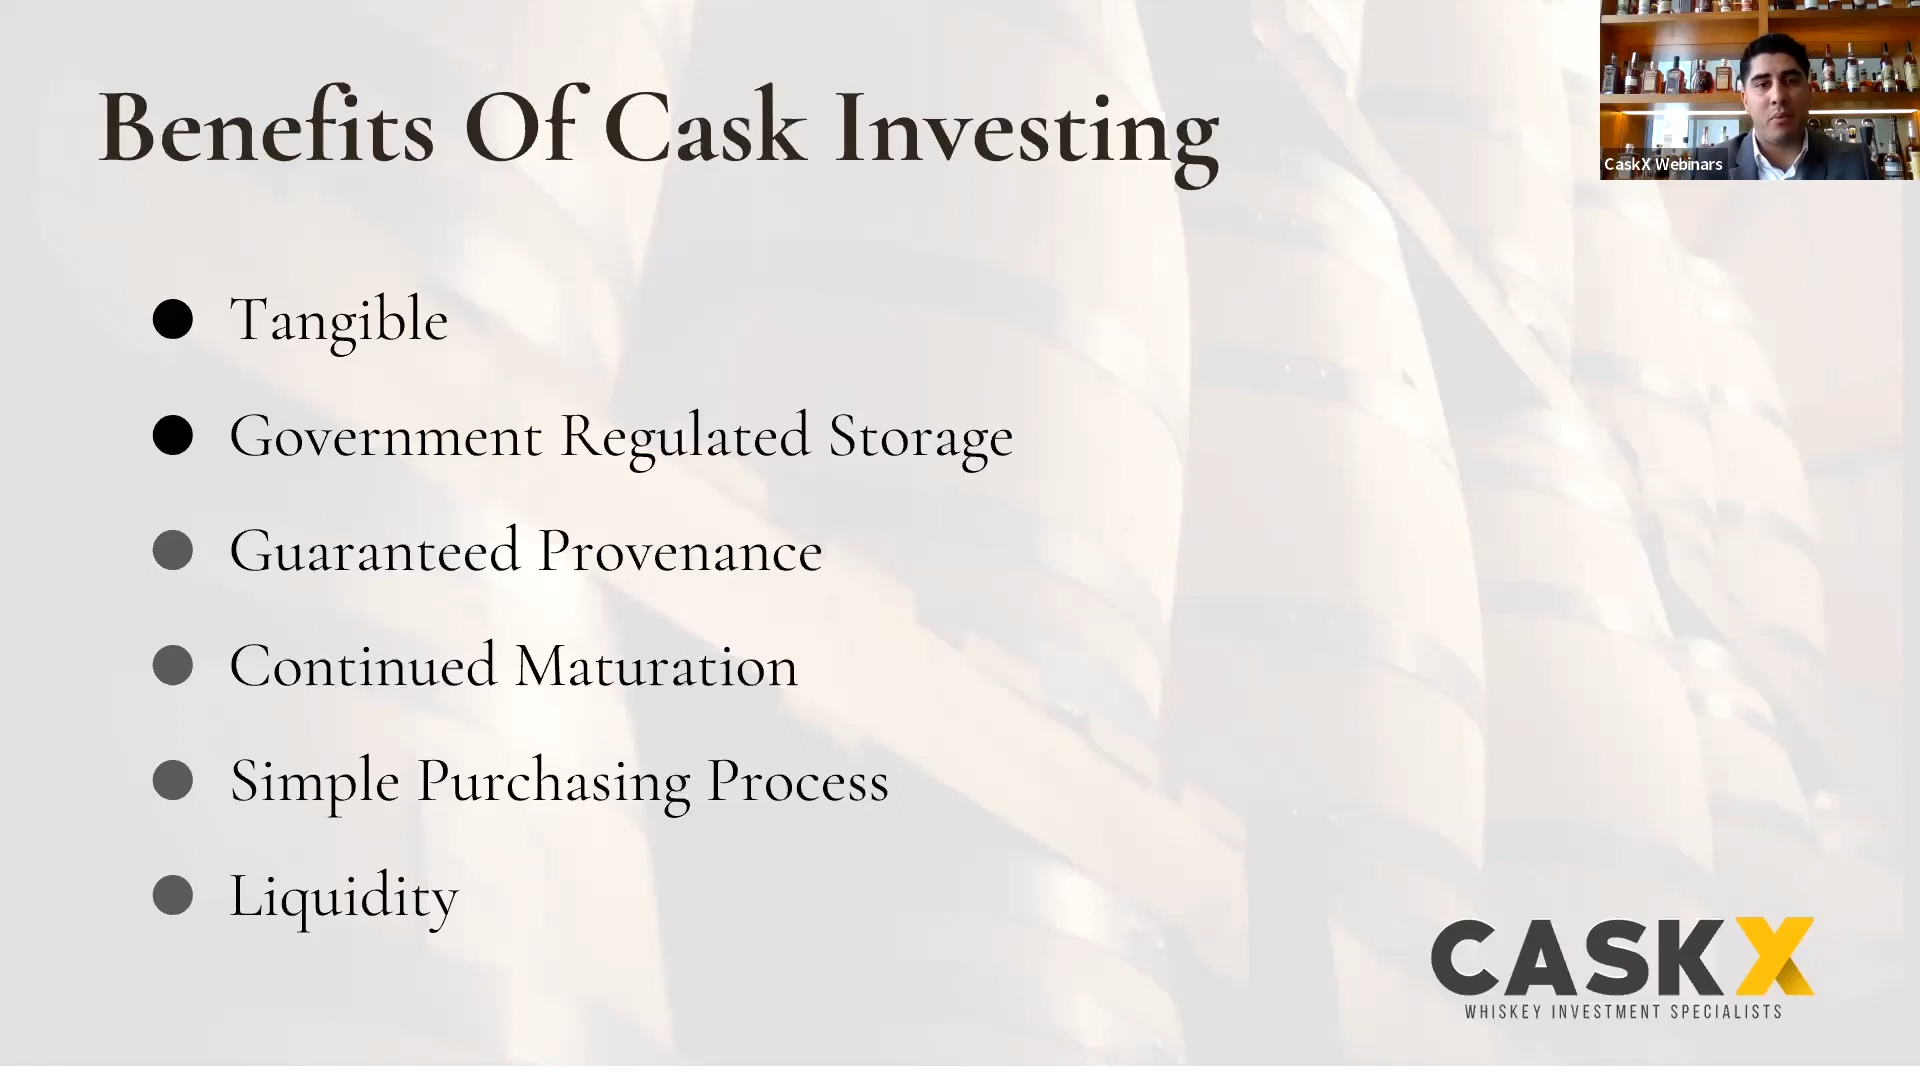 Benefits Of Cask Investing
CaskX Webinars
Tangible
Government Regulated Storage
Guaranteed Provenance
Continued Maturation
Simple Purchasing Process
Liquidity
CASKX
WHISKEY INVESTMENT SPECIALISTS